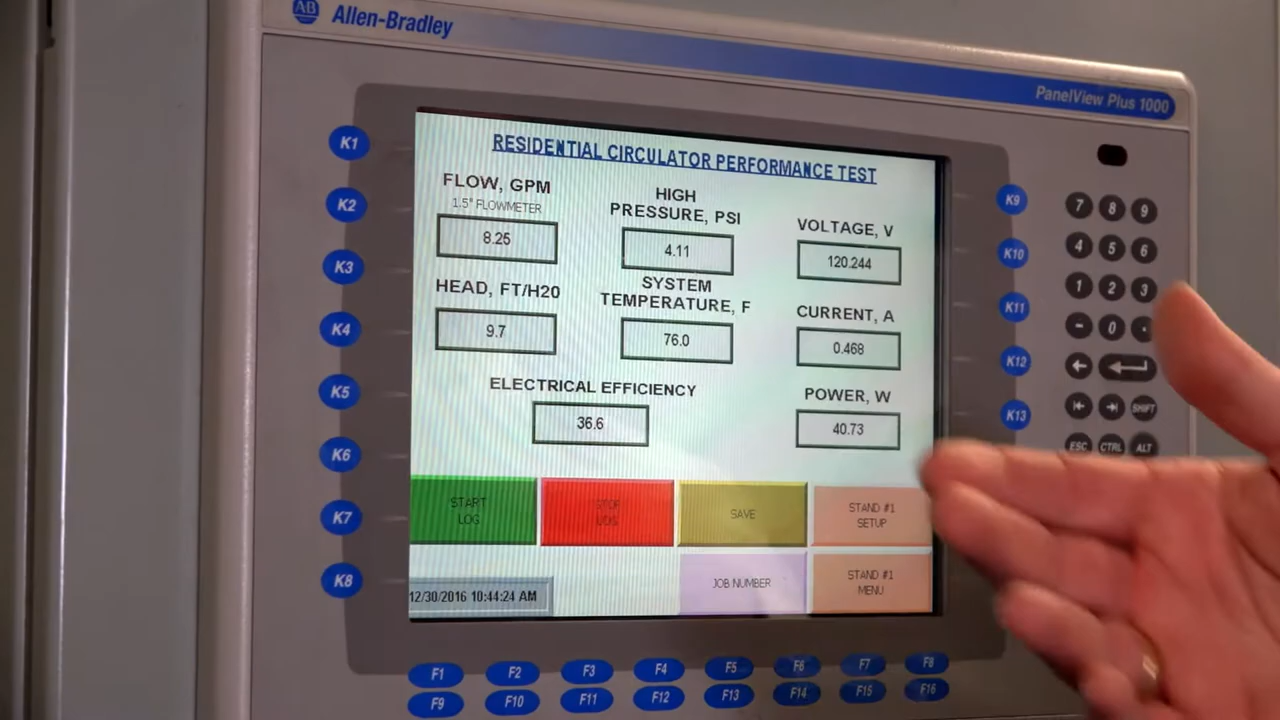 AB Allen-Bradley
PanelView Plus 1000
RESIDENTIAL CIRCULATOR PERFORMANCE TEST
FLOW, GPM
1.5" FLOWMETER
8.25
HIGH
PRESSURE, PSI
4.11
VOLTAGE, V
120.244
HEAD, FT/H20
9.7
SYSTEM
TEMPERATURE, F
76.0
CURRENT, A
0.468
ELECTRICAL EFFICIENCY
36.6
POWER, W
40.73
START
LOG
STOP
LOG
SAVE
STAND #1
SETUP
JOB NUMBER
STAND #1
MENU
12/30/2016 10:44:24 AM
K1
K2
K3
K4
K5
K6
K7
K8
K9
K10
K11
K12
K13
7 8 9
4 5 6
1 2 3
- 0 .
SHIFT
ESC CTRL ALT
F1 F2 F3 F4 F5 F6 F7 F8
F9 F10 F11 F12 F13 F14 F15 F16